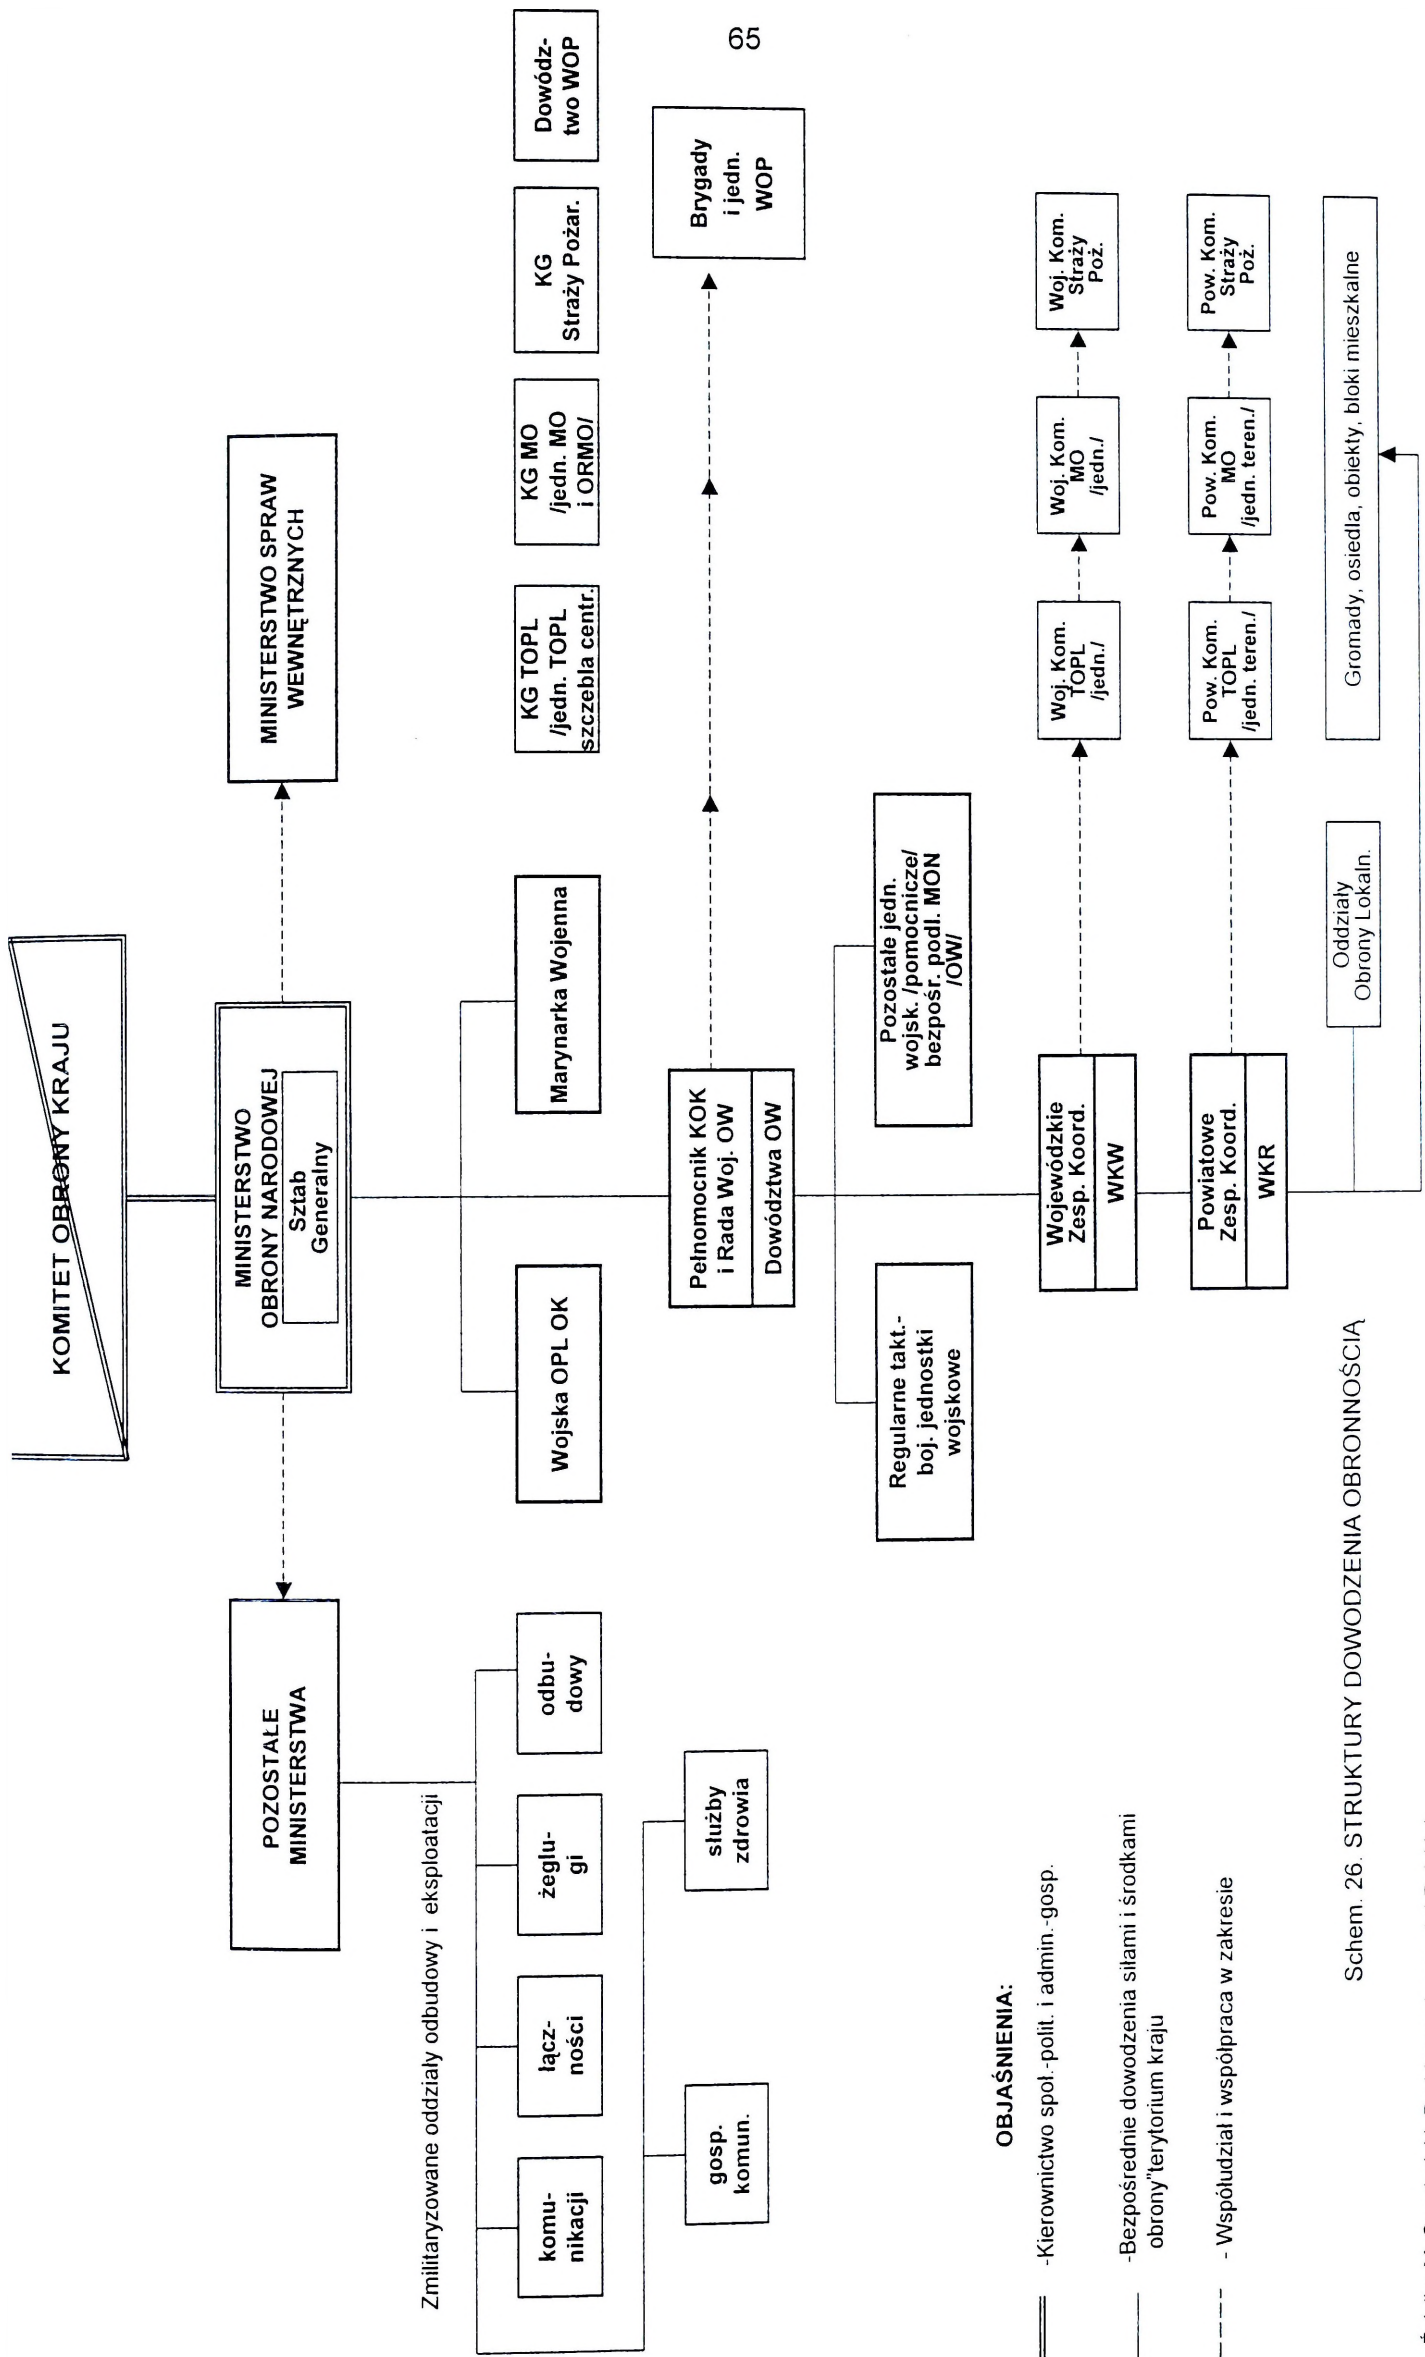 65
KOMITET OBRONY KRAJU
POZOSTAŁE
MINISTERSTWA
MINISTERSTWO
OBRONY NARODOWEJ
Sztab
Generalny
MINISTERSTWO SPRAW
WEWNĘTRZNYCH
Zmilitaryzowane oddziały odbudowy i eksploatacji
komu-
nikacji
łącz-
ności
żeglu-
gi
odbu-
dowy
Wojska OPL OK
Marynarka Wojenna
KG TOPL
/jedn. TOPL
szczebla centr.
KG MO
/jedn. MO
i ORMO/
KG
Straży Pożar.
Dowódz-
two WOP
gosp.
komun.
służby
zdrowia
Pełnomocnik KOK
i Rada Woj. OW
Dowództwa OW
Brygady
i jedn.
WOP
Regularne takt.-
boj. jednostki
wojskowe
Pozostałe jedn.
wojsk. /pomocnicze/
bezpośr. podl. MON
/OW/
Wojewódzkie
Zesp. Koord.
WKW
Woj. Kom.
TOPL
/jedn./
Woj. Kom.
MO
/jedn./
Woj. Kom.
Straży
Poż.
Powiatowe
Zesp. Koord.
WKR
Pow. Kom.
TOPL
/jedn. teren./
Pow. Kom.
MO
/jedn. teren./
Pow. Kom.
Straży
Poż.
Oddziały
Obrony Lokaln.
Gromady, osiedla, obiekty, bloki mieszkalne
OBJAŚNIENIA:
-Kierownictwo społ.-polit. i admin.-gosp.
-Bezpośrednie dowodzenia siłami i środkami
obrony"terytorium kraju
- Współudział i współpraca w zakresie
Schem. 26. STRUKTURY DOWODZENIA OBRONNOŚCIĄ